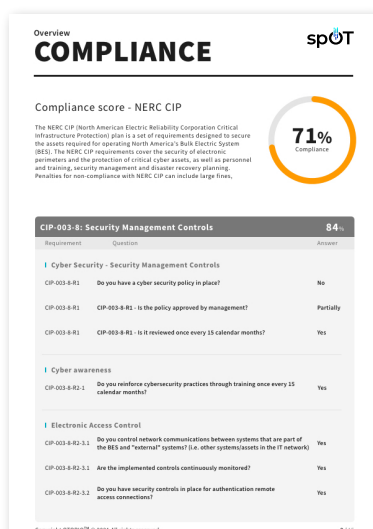 Overview
COMPLIANCE
spOT
Compliance score - NERC CIP
The NERC CIP (North American Electric Reliability Corporation Critical
Infrastructure Protection) plan is a set of requirements designed to secure
the assets required for operating North America's Bulk Electric System
(BES). The NERC CIP requirements cover the security of electronic
perimeters and the protection of critical cyber assets, as well as personnel
and training, security management and disaster recovery planning.
Penalties for non-compliance with NERC CIP can include large fines,
71%
Compliance
CIP-003-8: Security Management Controls 84%
Requirement Question Answer
Cyber Security - Security Management Controls
CIP-003-8-R1 Do you have a cyber security policy in place? No
CIP-003-8-R1 CIP-003-8-R1 - Is the policy approved by management? Partially
CIP-003-8-R1 CIP-003-8-R1 - Is it reviewed once every 15 calendar months? Yes
Cyber awareness
CIP-003-8-R2-1 Do you reinforce cybersecurity practices through training once every 15
calendar months? Yes
Electronic Access Control
CIP-003-8-R2-3.1 Do you control network communications between systems that are part of
the BES and "external" systems? (i.e. other systems/assets in the IT network) Yes
CIP-003-8-R2-3.1 Are the implemented controls continuously monitored? Yes
CIP-003-8-R2-3.2 Do you have security controls in place for authentication remote
access connections? Yes